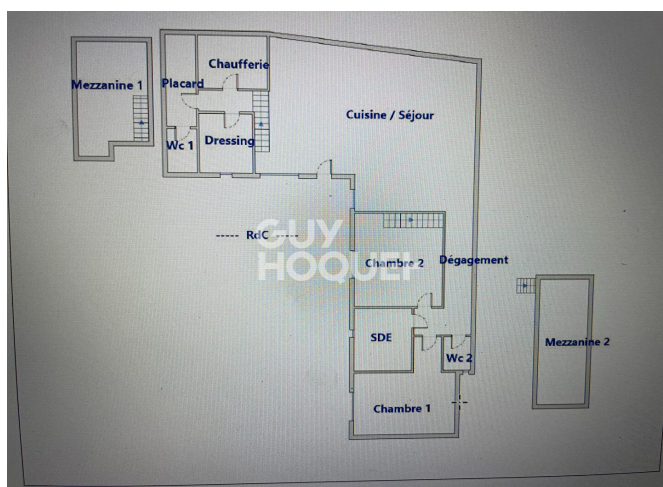 Mezzanine 1
Placard
Chaufferie
Cuisine / Séjour
Wc 1
Dressing
RdC
GUY
HOQUET
Chambre 2
Dégagement
SDE
Wc 2
Mezzanine 2
Chambre 1